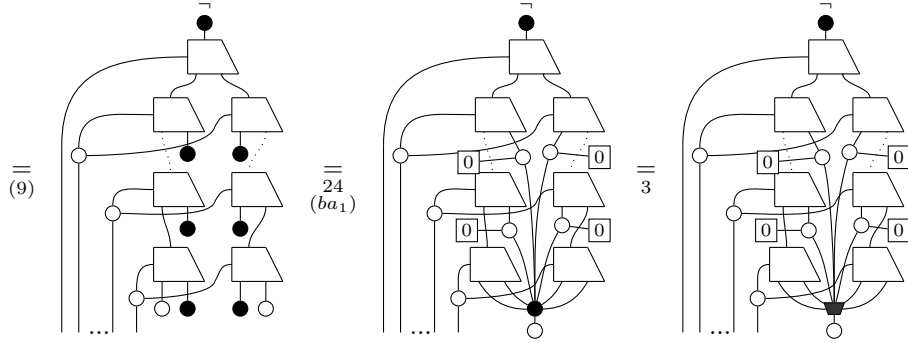 ¬ ¬ ¬
0 0 0 0
= = =
(9) 24 3
(ba₁)
0 0 0 0
... ... ...